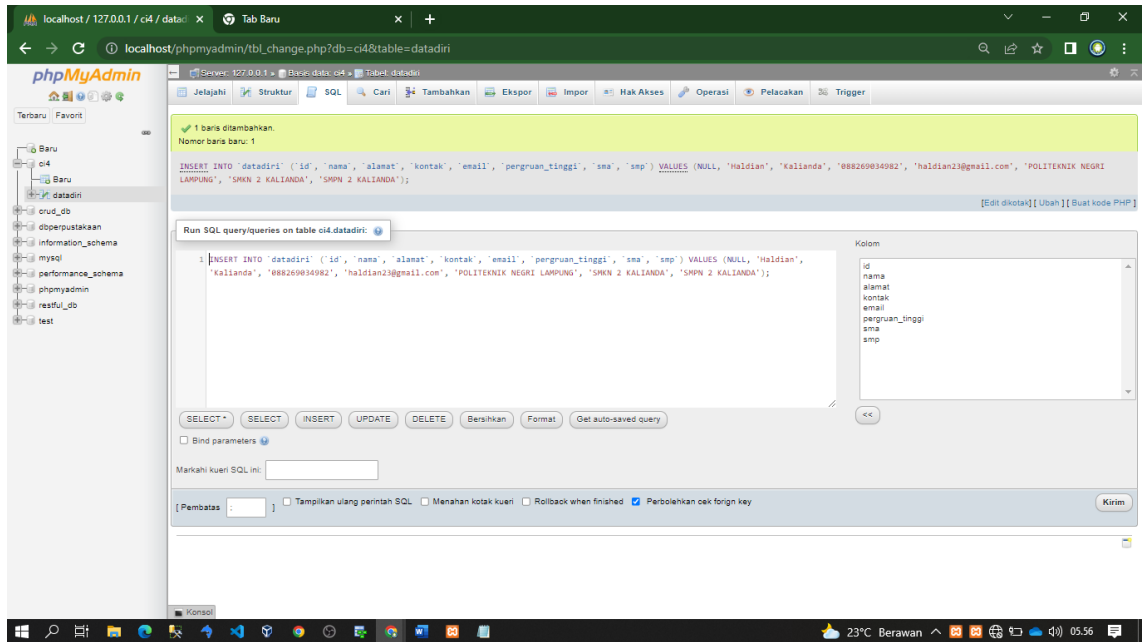 localhost / 127.0.0.1 / ci4 / datad
Tab Baru
localhost/phpmyadmin/tbl_change.php?db=ci4&table=datadiri
phpMyAdmin
Terbaru Favorit
Baru
ci4
Baru
datadiri
crud_db
dbperpustakaan
information_schema
mysql
performance_schema
phpmyadmin
restful_db
test
Server: 127.0.0.1 » Basis data: ci4 » Tabel: datadiri
Jelajahi Struktur SQL Cari Tambahkan Ekspor Impor Hak Akses Operasi Pelacakan Trigger
1 baris ditambahkan.
Nomor baris baru: 1
INSERT INTO `datadiri` (`id`, `nama`, `alamat`, `kontak`, `email`, `pergruan_tinggi`, `sma`, `smp`) VALUES (NULL, 'Haldian', 'Kalianda', '088269034982', 'haldian23@gmail.com', 'POLITEKNIK NEGRI
LAMPUNG', 'SMKN 2 KALIANDA', 'SMPN 2 KALIANDA');
[Edit dikotak] [ Ubah ] [ Buat kode PHP ]
Run SQL query/queries on table ci4.datadiri:
1 INSERT INTO `datadiri` (`id`, `nama`, `alamat`, `kontak`, `email`, `pergruan_tinggi`, `sma`, `smp`) VALUES (NULL, 'Haldian',
'Kalianda', '088269034982', 'haldian23@gmail.com', 'POLITEKNIK NEGRI LAMPUNG', 'SMKN 2 KALIANDA', 'SMPN 2 KALIANDA');
Kolom
id
nama
alamat
kontak
email
pergruan_tinggi
sma
smp
SELECT * SELECT INSERT UPDATE DELETE Bersihkan Format Get auto-saved query
<<
Bind parameters
Markahi kueri SQL ini:
[ Pembatas ; ] Tampilkan ulang perintah SQL Menahan kotak kueri Rollback when finished Perbolehkan cek forign key
Kirim
Konsol
23°C Berawan 05.56